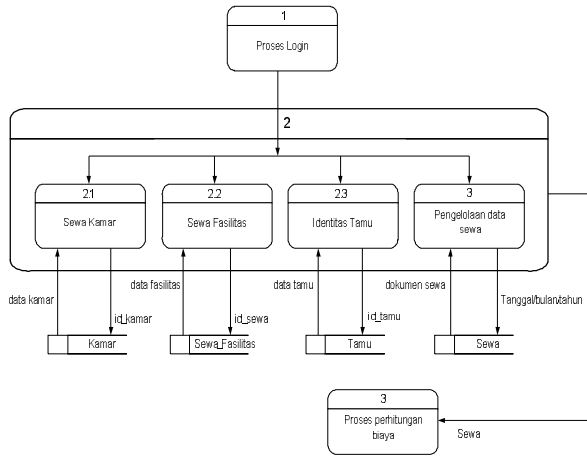 1
Proses Login
2
2.1
Sewa Kamar
2.2
Sewa Fasilitas
2.3
Identitas Tamu
3
Pengelolaan data
sewa
data kamar
id_kamar
data fasilitas
id_sewa
data tamu
id_tamu
dokumen sewa
Tanggal/bulan/tahun
Kamar
Sewa_Fasilitas
Tamu
Sewa
3
Proses perhitungan
biaya
Sewa